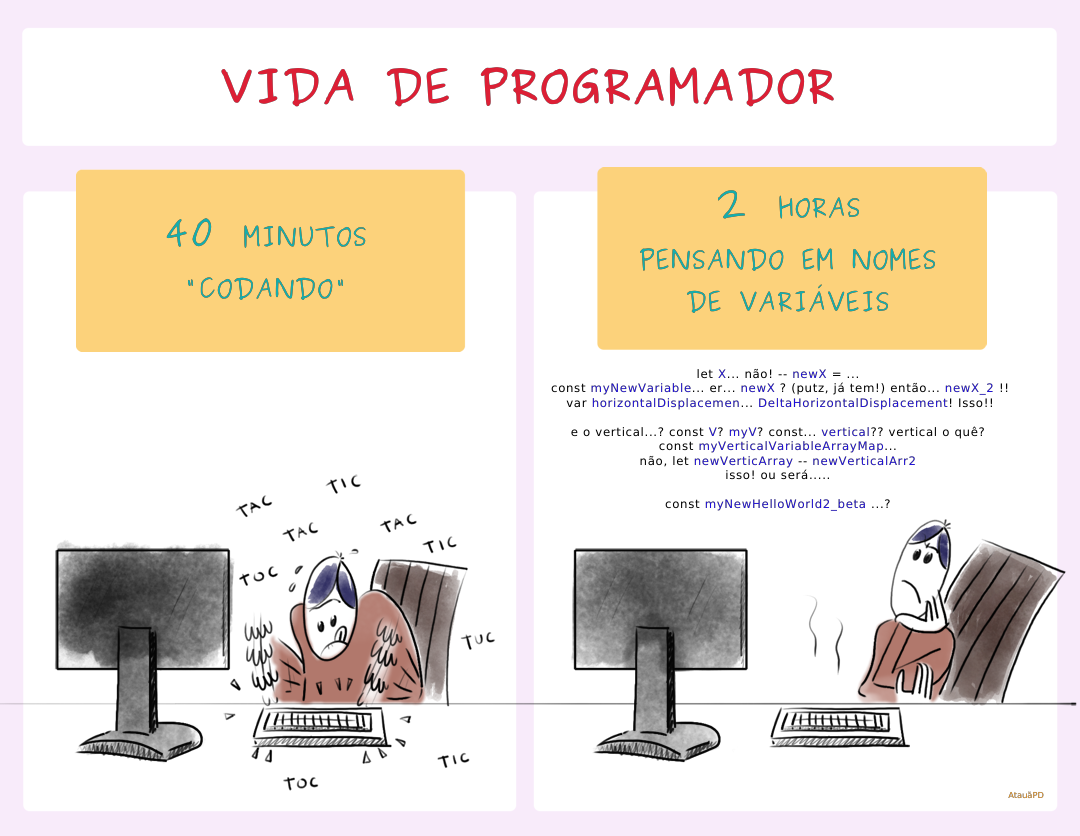 VIDA DE PROGRAMADOR
40 MINUTOS
"CODANDO"
2 HORAS
PENSANDO EM NOMES
DE VARIÁVEIS
let X... não! -- newX = ...
const myNewVariable... er... newX ? (putz, já tem!) então... newX_2 !!
var horizontalDisplacemen... DeltaHorizontalDisplacement! Isso!!
e o vertical...? const V? myV? const... vertical?? vertical o quê?
const myVerticalVariableArrayMap...
não, let newVerticArray -- newVerticalArr2
isso! ou será.....
const myNewHelloWorld2_beta ...?
TIC
TAC
TAC
TAC
TIC
TOC
TUC
TIC
TOC
AtauãPD